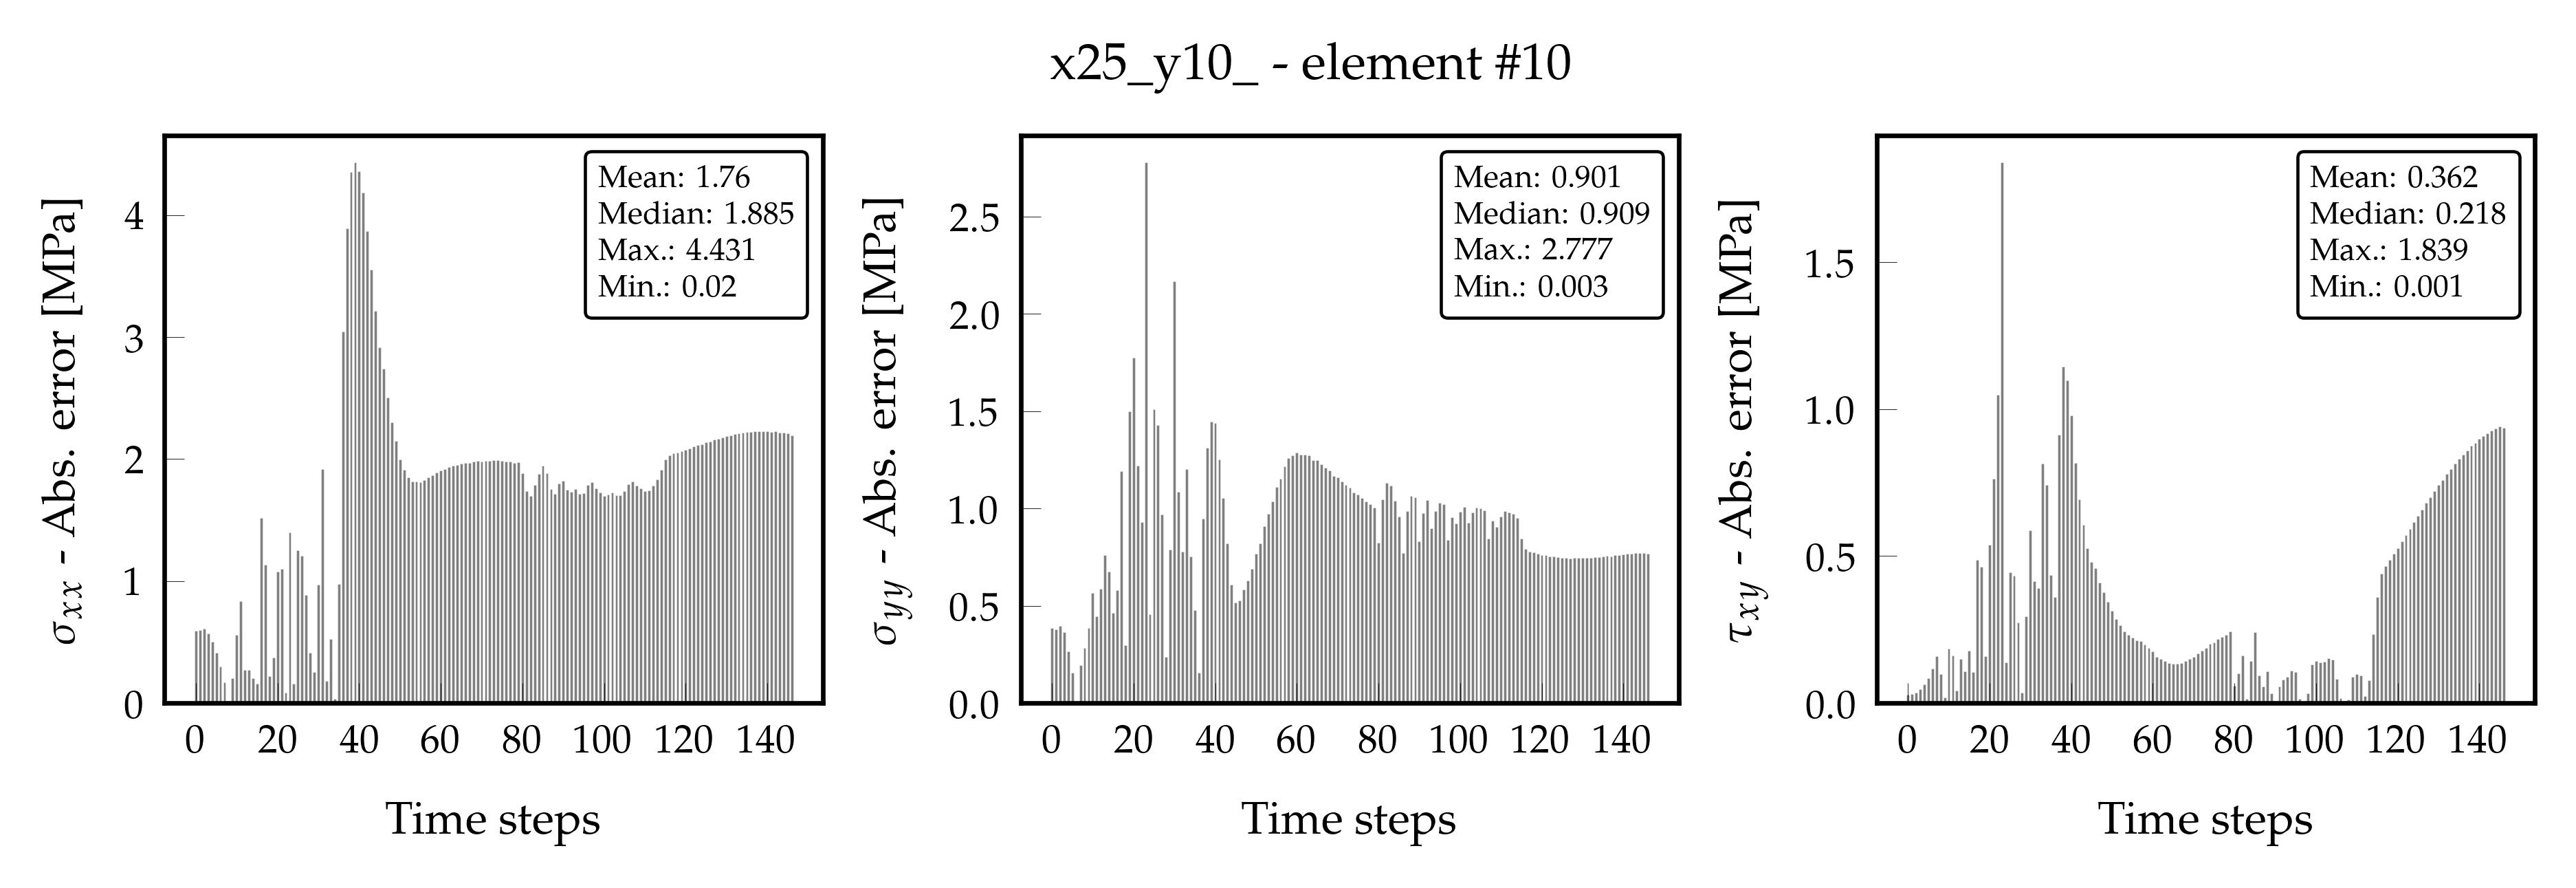 x25_y10_ - element #10
σxx - Abs. error [MPa]
4
3
2
1
0
0 20 40 60 80 100 120 140
Time steps
Mean: 1.76
Median: 1.885
Max.: 4.431
Min.: 0.02
σyy - Abs. error [MPa]
2.5
2.0
1.5
1.0
0.5
0.0
0 20 40 60 80 100 120 140
Time steps
Mean: 0.901
Median: 0.909
Max.: 2.777
Min.: 0.003
τxy - Abs. error [MPa]
1.5
1.0
0.5
0.0
0 20 40 60 80 100 120 140
Time steps
Mean: 0.362
Median: 0.218
Max.: 1.839
Min.: 0.001